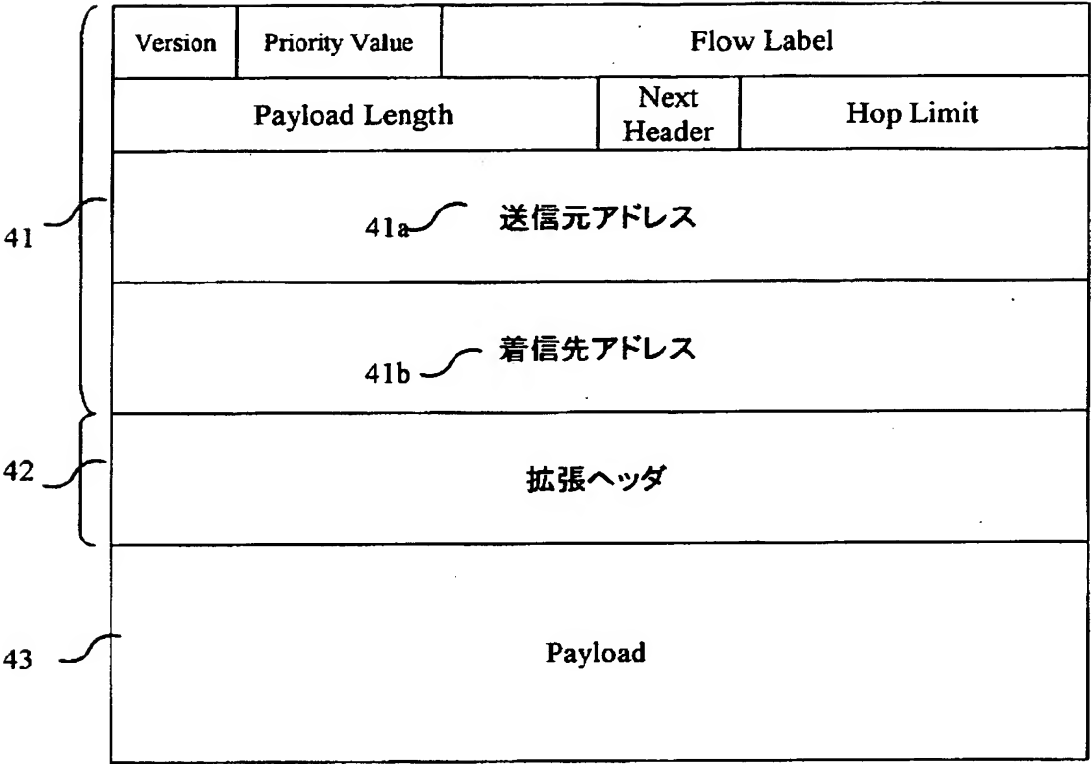 Version Priority Value Flow Label
Payload Length Next Header Hop Limit
41
41a 送信元アドレス
41b 着信先アドレス
42
拡張ヘッダ
43
Payload